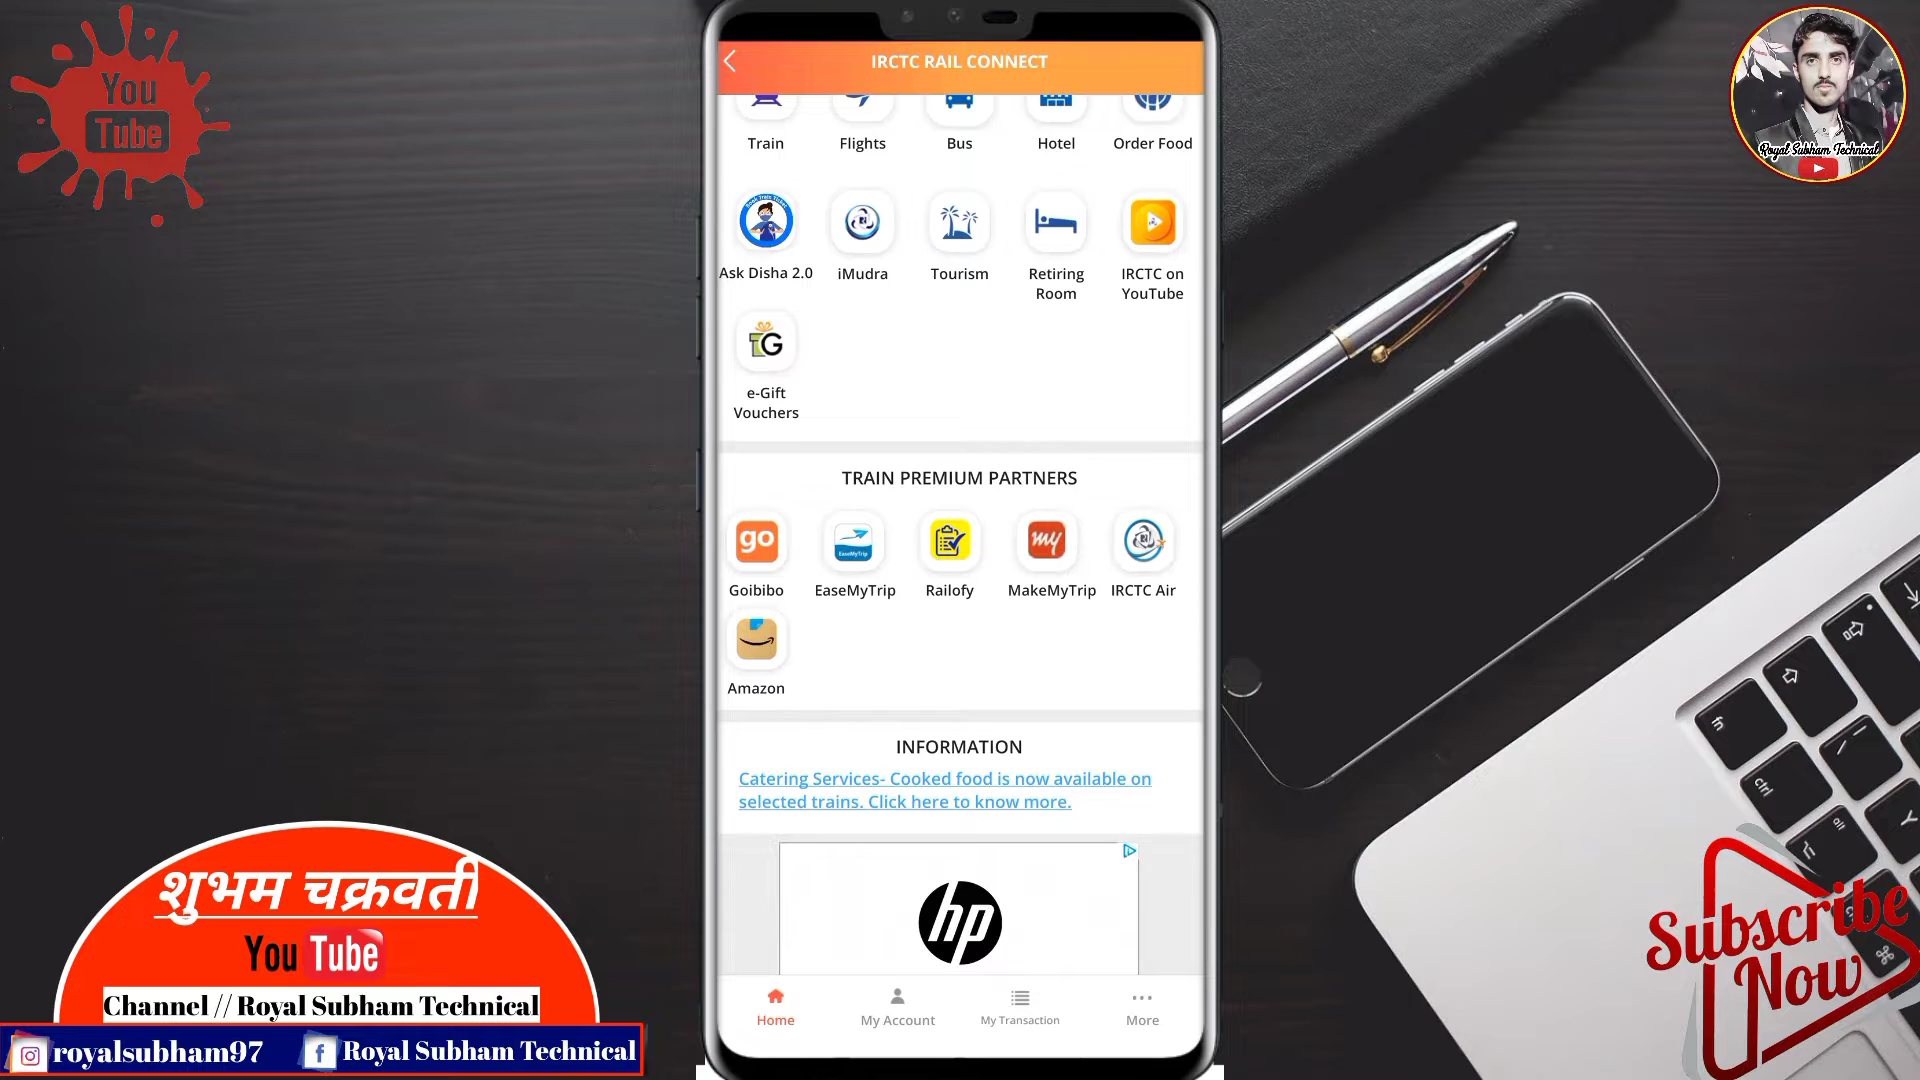 You
Tube
IRCTC RAIL CONNECT
Royal Subham Technical
Train
Flights
Bus
Hotel
Order Food
Ask Disha 2.0
iMudra
Tourism
Retiring
Room
IRCTC on
YouTube
G
e-Gift
Vouchers
TRAIN PREMIUM PARTNERS
go
EaseMyTrip
my
Goibibo
EaseMyTrip
Railofy
MakeMyTrip
IRCTC Air
Amazon
INFORMATION
Catering Services- Cooked food is now available on
selected trains. Click here to know more.
hp
Home
My Account
My Transaction
More
शुभम चक्रवर्ती
YouTube
Channel // Royal Subham Technical
royalsubham97
Royal Subham Technical
Subscribe
Now
fn
ctrl
alt